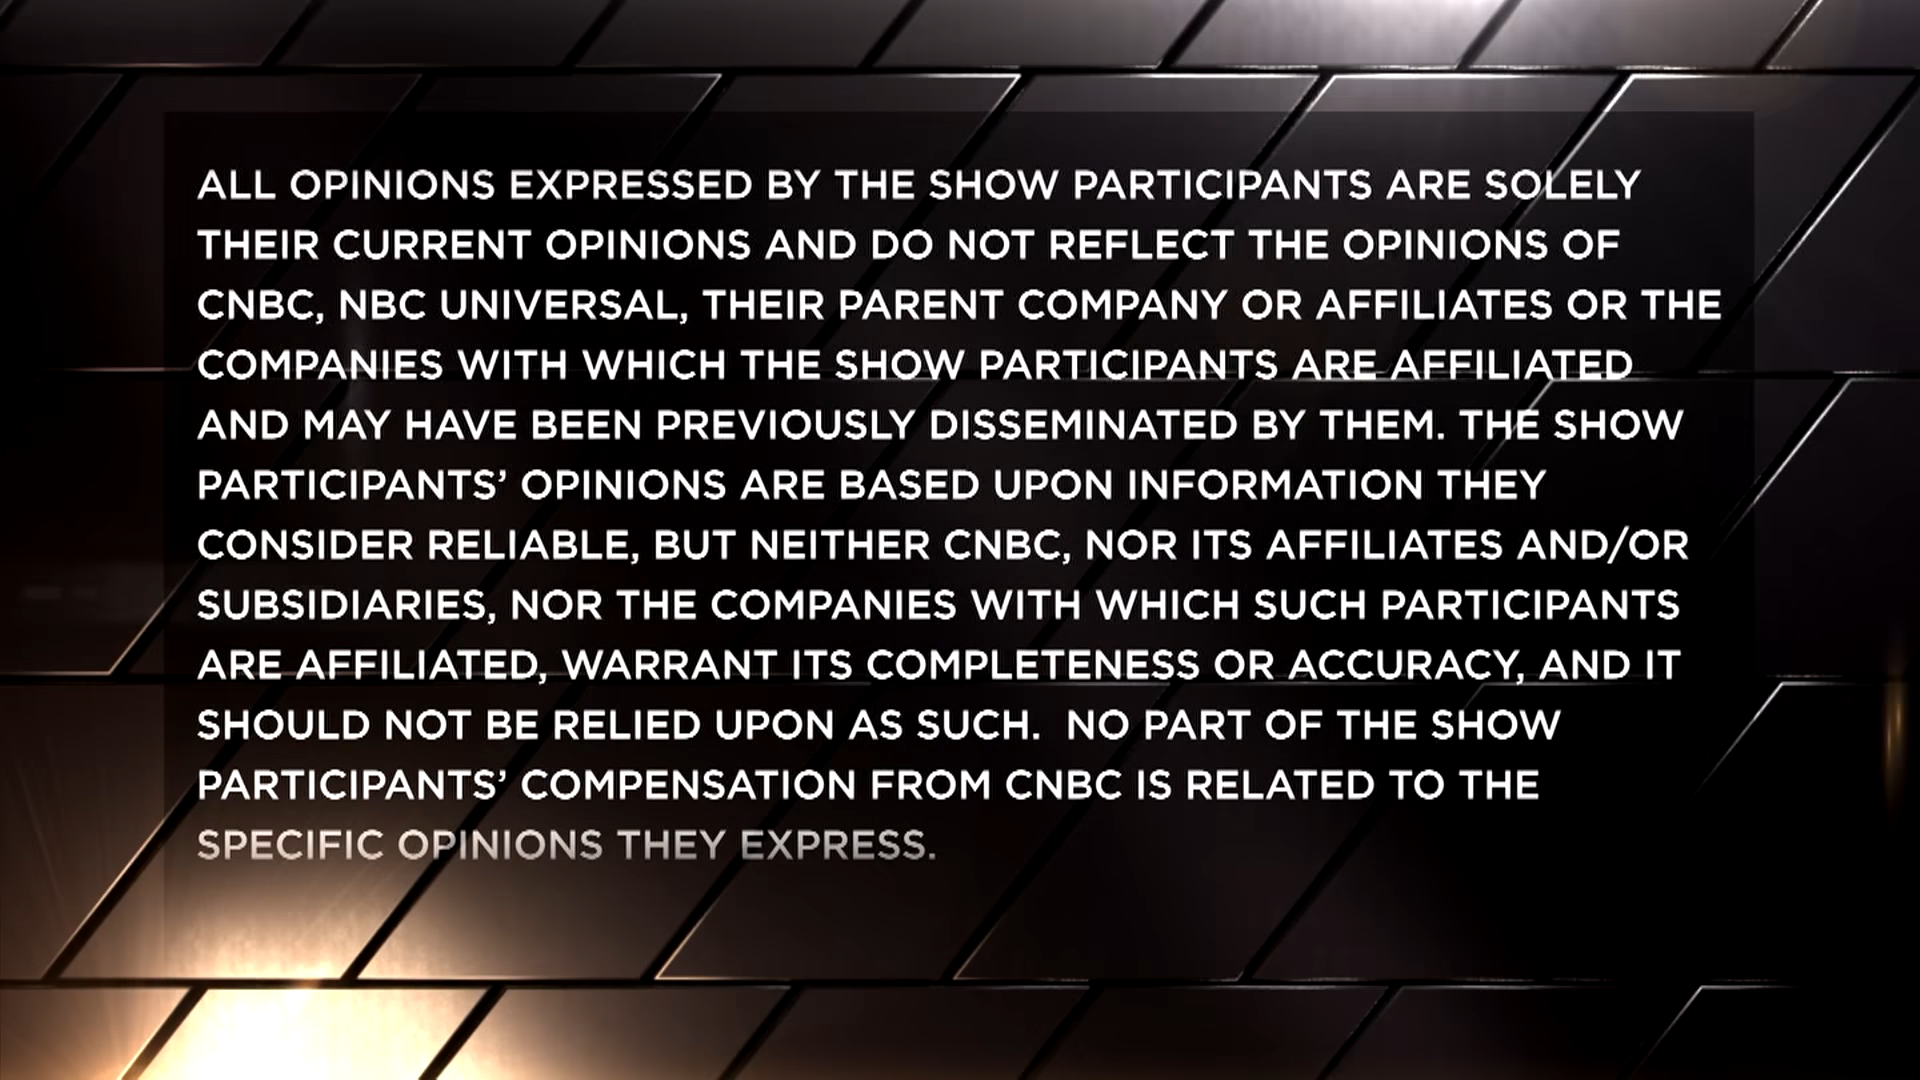 ALL OPINIONS EXPRESSED BY THE SHOW PARTICIPANTS ARE SOLELY
THEIR CURRENT OPINIONS AND DO NOT REFLECT THE OPINIONS OF
CNBC, NBC UNIVERSAL, THEIR PARENT COMPANY OR AFFILIATES OR THE
COMPANIES WITH WHICH THE SHOW PARTICIPANTS ARE AFFILIATED
AND MAY HAVE BEEN PREVIOUSLY DISSEMINATED BY THEM. THE SHOW
PARTICIPANTS’ OPINIONS ARE BASED UPON INFORMATION THEY
CONSIDER RELIABLE, BUT NEITHER CNBC, NOR ITS AFFILIATES AND/OR
SUBSIDIARIES, NOR THE COMPANIES WITH WHICH SUCH PARTICIPANTS
ARE AFFILIATED, WARRANT ITS COMPLETENESS OR ACCURACY, AND IT
SHOULD NOT BE RELIED UPON AS SUCH.  NO PART OF THE SHOW
PARTICIPANTS’ COMPENSATION FROM CNBC IS RELATED TO THE
SPECIFIC OPINIONS THEY EXPRESS.